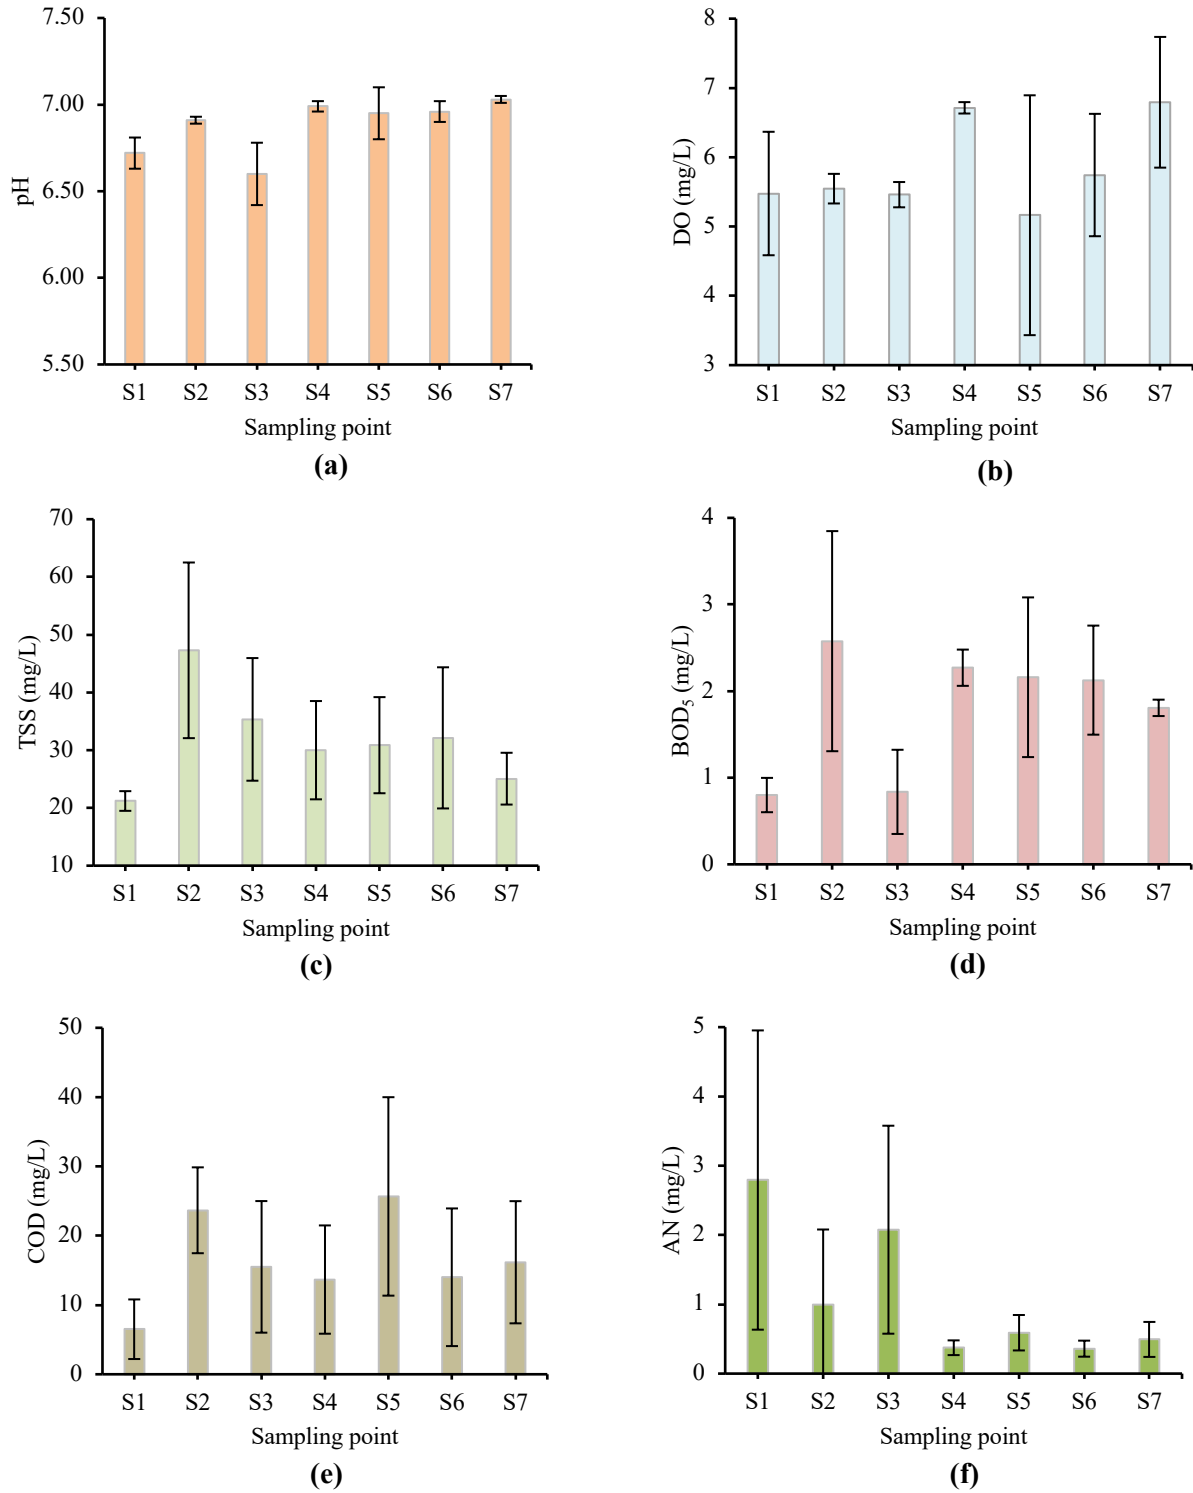 7.50
7.00
6.50
6.00
5.50
pH
S1 S2 S3 S4 S5 S6 S7
Sampling point
(a)
8
7
6
5
4
3
DO (mg/L)
S1 S2 S3 S4 S5 S6 S7
Sampling point
(b)
70
60
50
40
30
20
10
TSS (mg/L)
S1 S2 S3 S4 S5 S6 S7
Sampling point
(c)
4
3
2
1
0
BOD₅ (mg/L)
S1 S2 S3 S4 S5 S6 S7
Sampling point
(d)
50
40
30
20
10
0
COD (mg/L)
S1 S2 S3 S4 S5 S6 S7
Sampling point
(e)
5
4
3
2
1
0
AN (mg/L)
S1 S2 S3 S4 S5 S6 S7
Sampling point
(f)